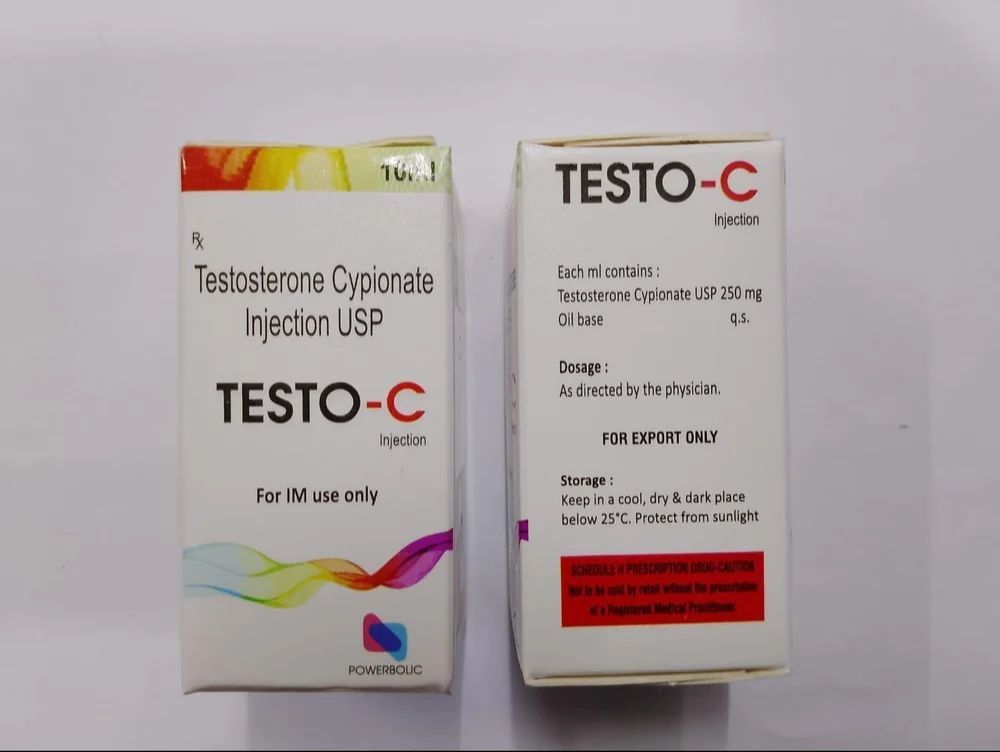 10ml
Rx
Testosterone Cypionate
Injection USP
TESTO-C
Injection
For IM use only
POWERBOLIC
TESTO-C
Injection
Each ml contains :
Testosterone Cypionate USP 250 mg
Oil base q.s.
Dosage :
As directed by the physician.
FOR EXPORT ONLY
Storage :
Keep in a cool, dry & dark place
below 25°C. Protect from sunlight
SCHEDULE H PRESCRIPTION DRUG-CAUTION
Not to be sold by retail without the prescription
of a Registered Medical Practitioner